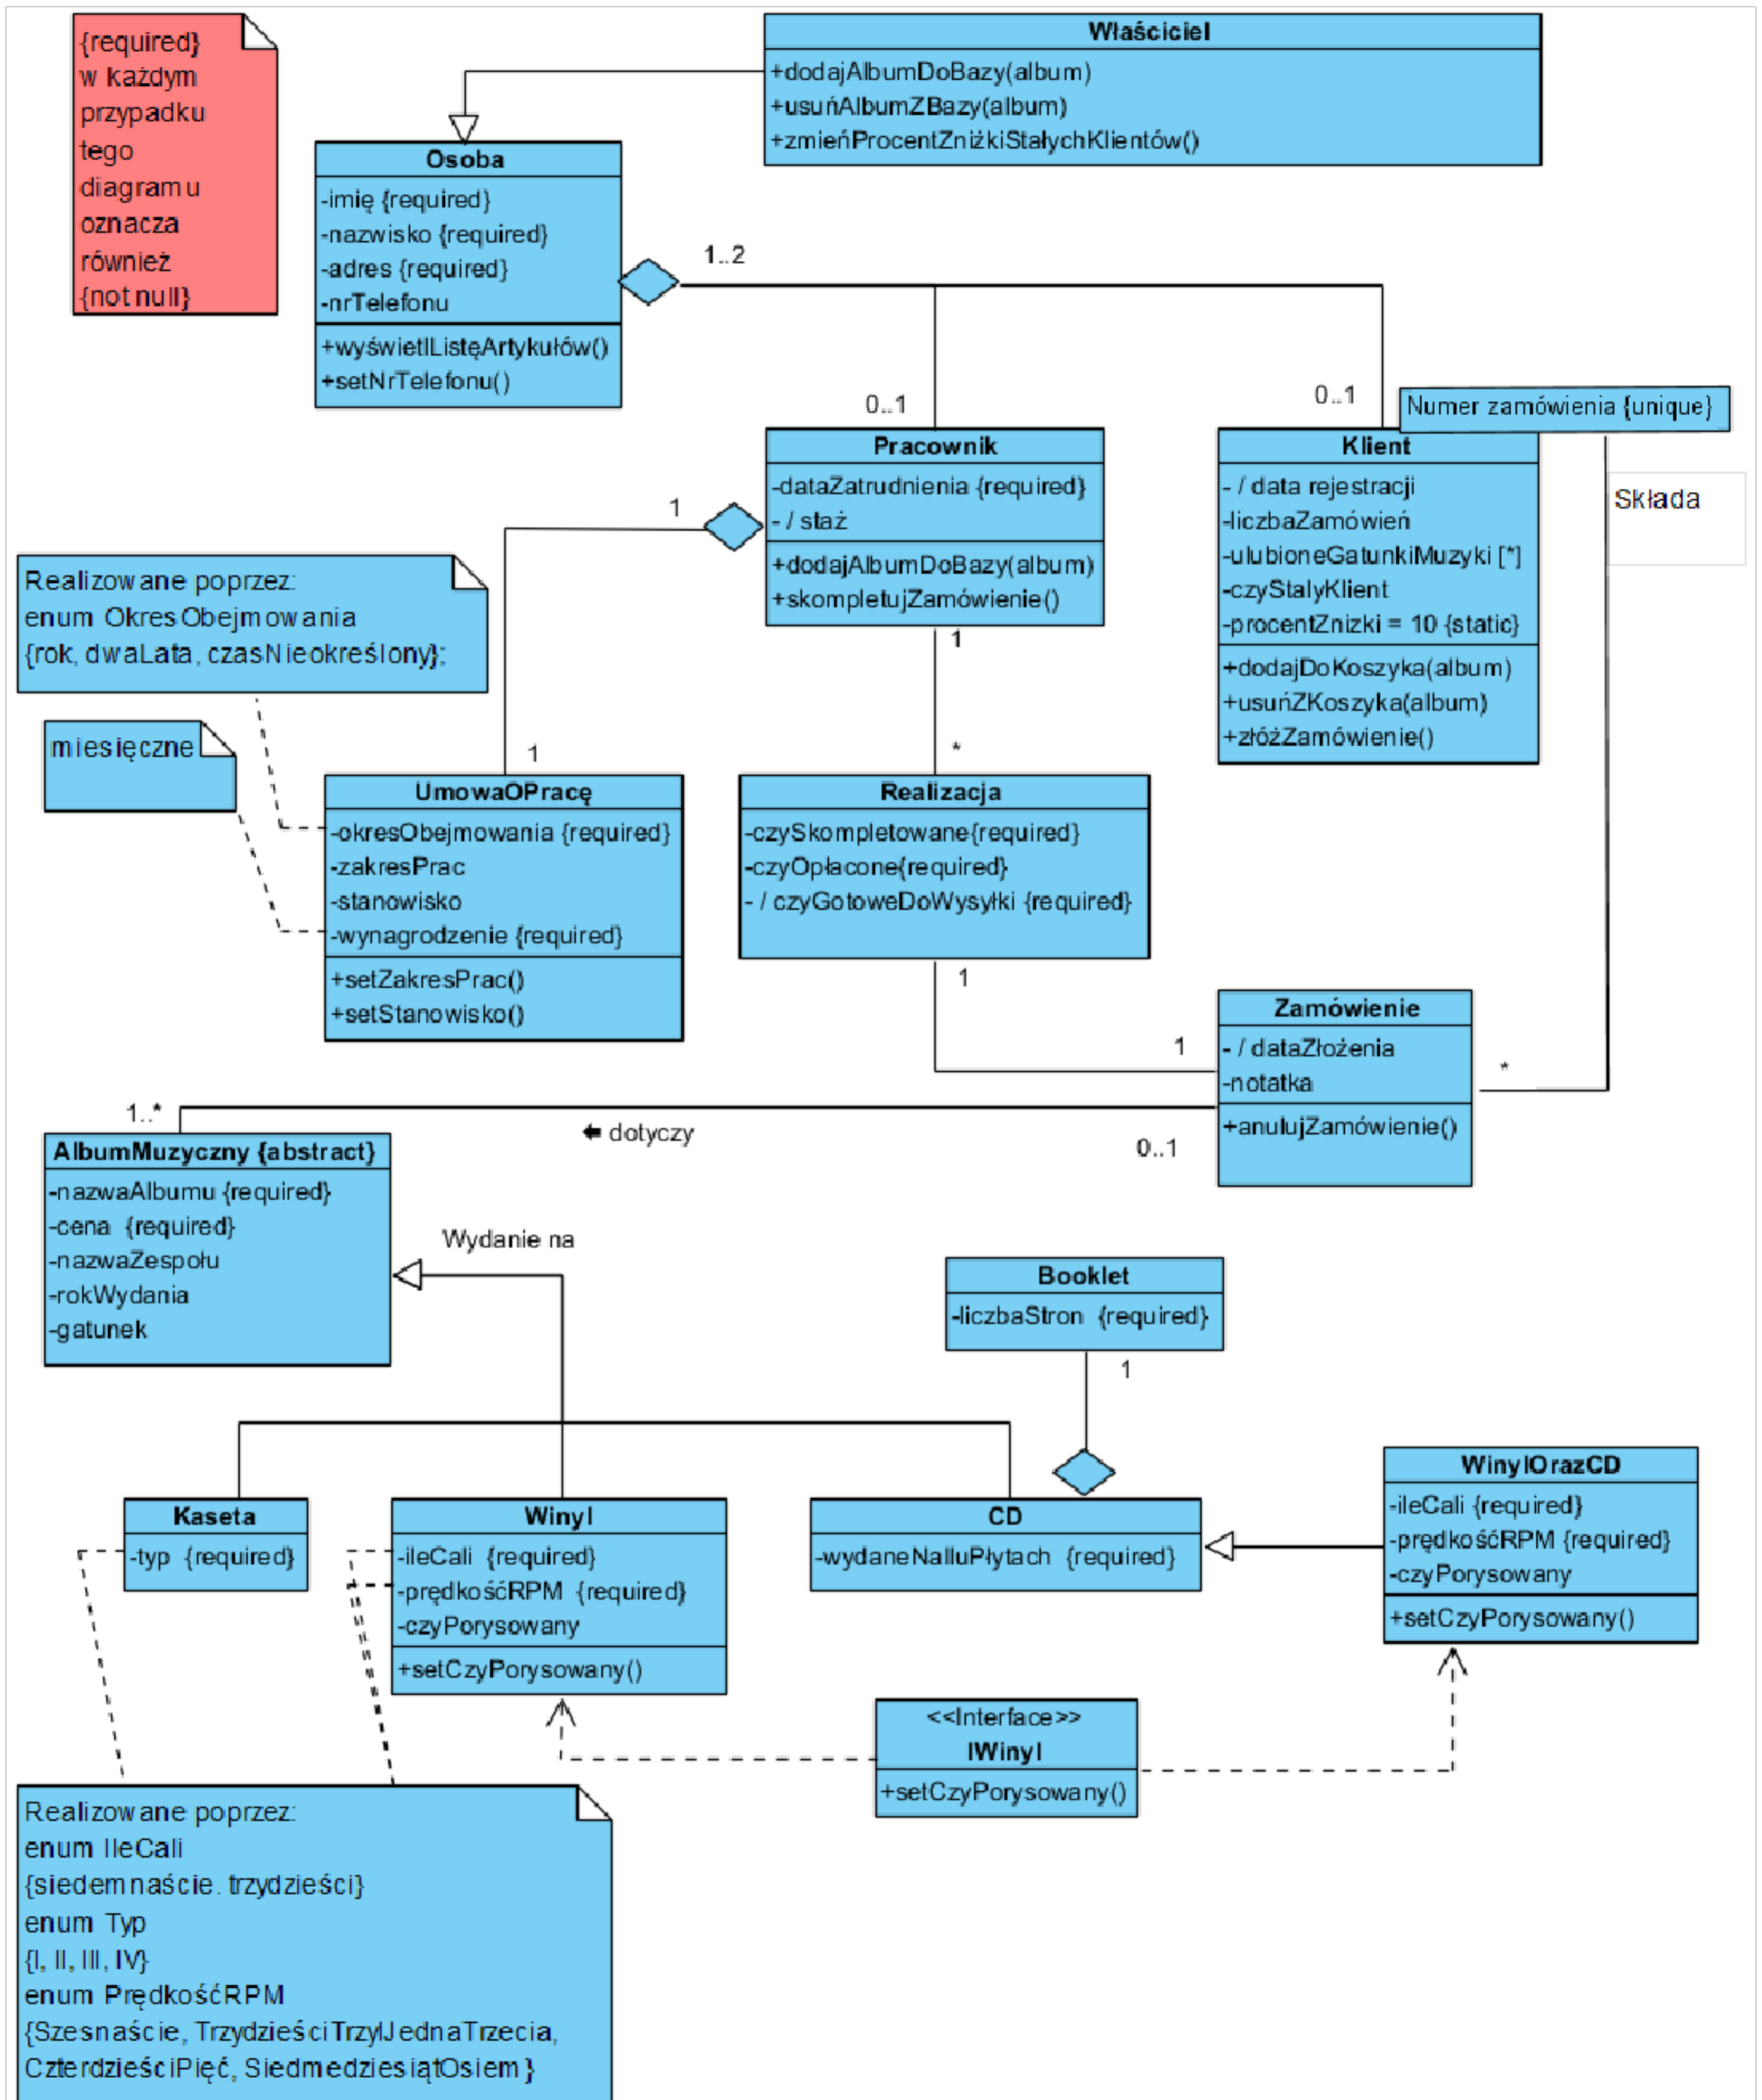 {required}
w każdym
przypadku
tego
diagramu
oznacza
również
{not null}
Właściciel
+dodajAlbumDoBazy(album)
+usuńAlbumZBazy(album)
+zmieńProcentZniżkiStałychKlientów()
Osoba
-imię {required}
-nazwisko {required}
-adres {required}
-nrTelefonu
+wyświetlListęArtykułów()
+setNrTelefonu()
1..2
0..1
0..1
Numer zamówienia {unique}
Pracownik
-dataZatrudnienia {required}
- / staż
+dodajAlbumDoBazy(album)
+skompletujZamówienie()
Klient
- / data rejestracji
-liczbaZamówień
-ulubioneGatunkiMuzyki [*]
-czyStalyKlient
-procentZnizki = 10 {static}
+dodajDoKoszyka(album)
+usuńZKoszyka(album)
+złóżZamówienie()
Składa
1
1
Realizowane poprzez:
enum OkresObejmowania
{rok, dwaLata, czasNieokreślony};
miesięczne
1
*
UmowaOPracę
-okresObejmowania {required}
-zakresPrac
-stanowisko
-wynagrodzenie {required}
+setZakresPrac()
+setStanowisko()
Realizacja
-czySkompletowane{required}
-czyOpłacone{required}
- / czyGotoweDoWysyłki {required}
1
1
Zamówienie
- / dataZłożenia
-notatka
+anulujZamówienie()
*
1..*
🡸 dotyczy
0..1
AlbumMuzyczny {abstract}
-nazwaAlbumu {required}
-cena {required}
-nazwaZespołu
-rokWydania
-gatunek
Wydanie na
Booklet
-liczbaStron {required}
1
Kaseta
-typ {required}
Winyl
-ileCali {required}
-prędkośćRPM {required}
-czyPorysowany
+setCzyPorysowany()
CD
-wydaneNaIluPłytach {required}
WinylOrazCD
-ileCali {required}
-prędkośćRPM {required}
-czyPorysowany
+setCzyPorysowany()
<<Interface>>
IWinyl
+setCzyPorysowany()
Realizowane poprzez:
enum IleCali
{siedemnaście. trzydzieści}
enum Typ
{I, II, III, IV}
enum PrędkośćRPM
{Szesnaście, TrzydzieściTrzyIJednaTrzecia,
CzterdzieściPięć, SiedmedziesiątOsiem}